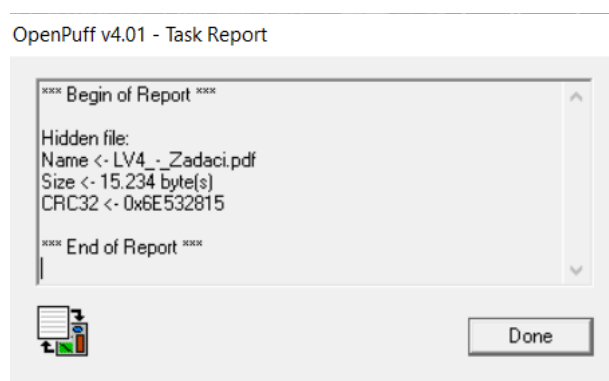 OpenPuff v4.01 - Task Report
*** Begin of Report ***
Hidden file:
Name <- LV4_-_Zadaci.pdf
Size <- 15.234 byte(s)
CRC32 <- 0x6E532815
*** End of Report ***
Done